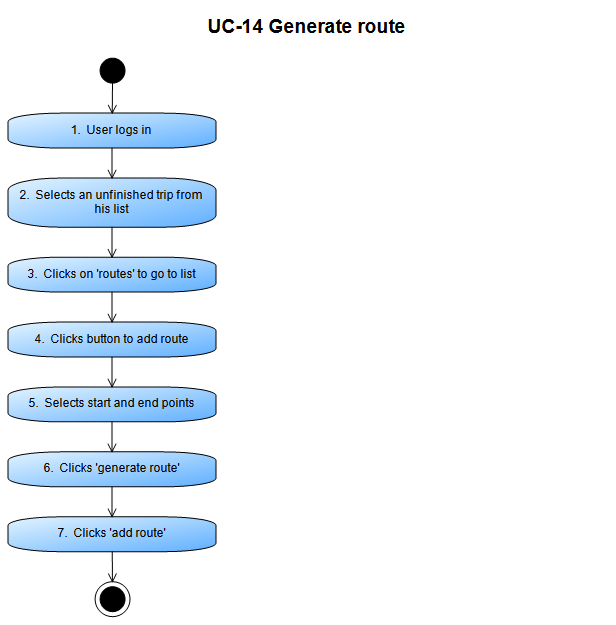 UC-14 Generate route
1. User logs in
2. Selects an unfinished trip from
his list
3. Clicks on 'routes' to go to list
4. Clicks button to add route
5. Selects start and end points
6. Clicks 'generate route'
7. Clicks 'add route'